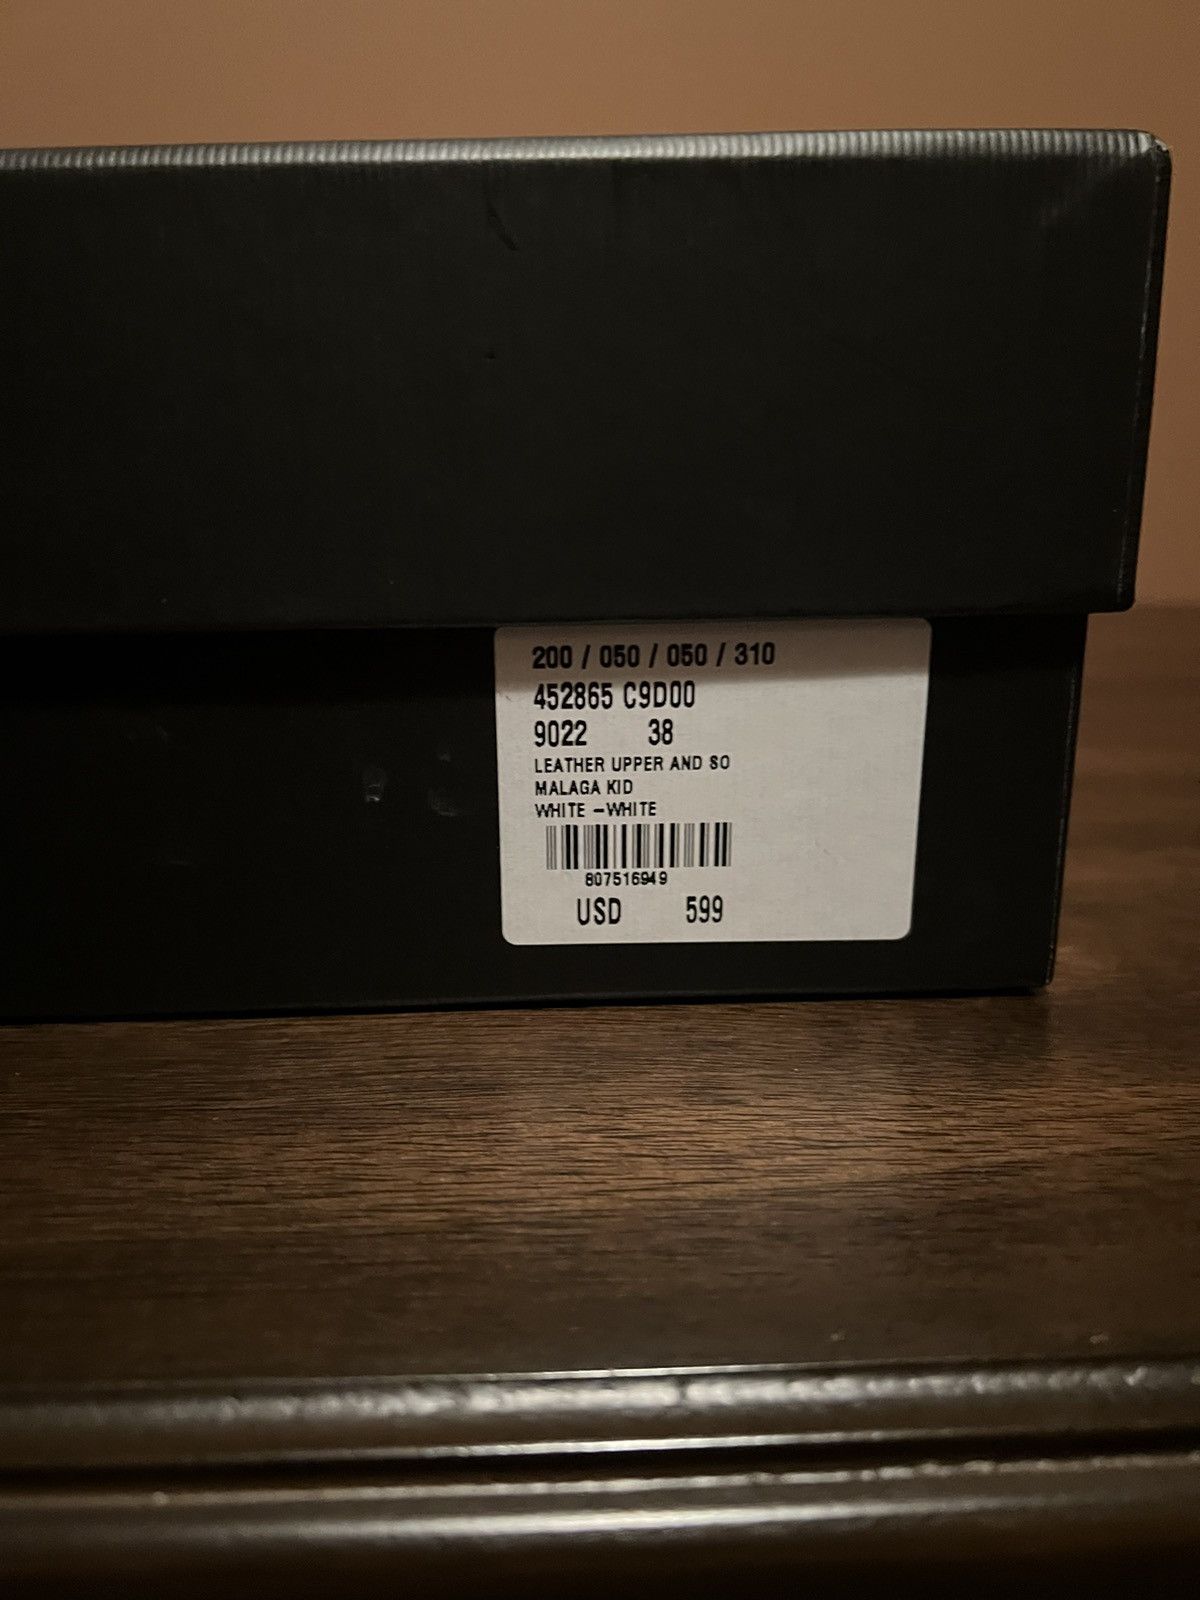 200 / 050 / 050 / 310
452865 C9D00
9022 38
LEATHER UPPER AND SO
MALAGA KID
WHITE -WHITE
807516949
USD 599